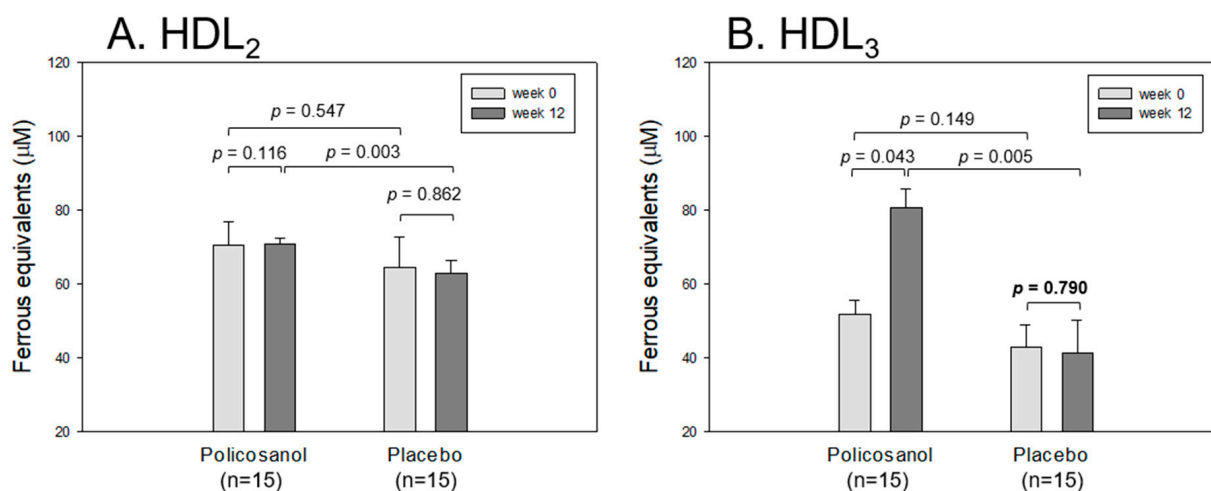 A. HDL₂
Ferrous equivalents (μM)
120
100
80
60
40
20
week 0
week 12
p = 0.547
p = 0.116
p = 0.003
p = 0.862
Policosanol
(n=15)
Placebo
(n=15)
B. HDL₃
Ferrous equivalents (μM)
120
100
80
60
40
20
week 0
week 12
p = 0.149
p = 0.043
p = 0.005
p = 0.790
Policosanol
(n=15)
Placebo
(n=15)